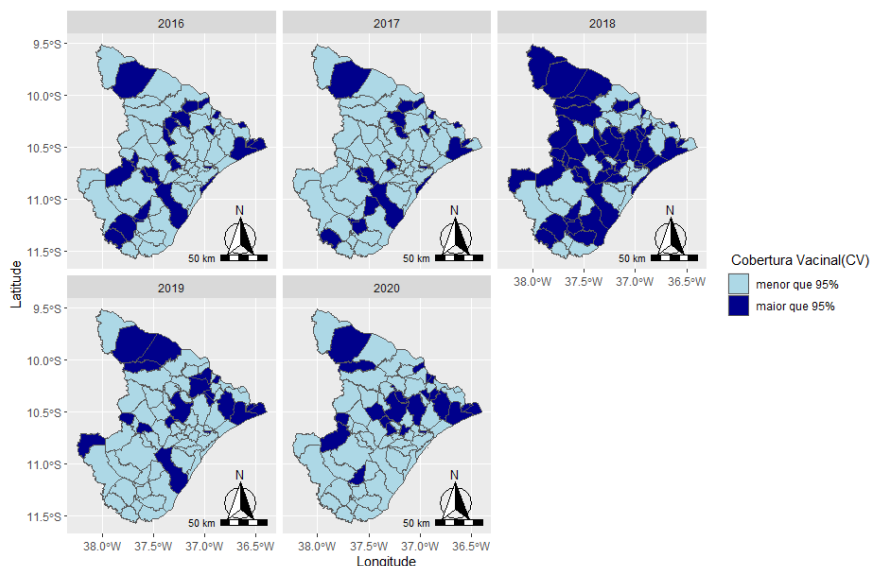 2016
2017
2018
9.5°S
10.0°S
10.5°S
11.0°S
11.5°S
N
50 km
N
50 km
N
50 km
38.0°W
37.5°W
37.0°W
36.5°W
Latitude
Cobertura Vacinal(CV)
menor que 95%
maior que 95%
2019
2020
9.5°S
10.0°S
10.5°S
11.0°S
11.5°S
N
50 km
N
50 km
38.0°W
37.5°W
37.0°W
36.5°W
38.0°W
37.5°W
37.0°W
36.5°W
Longitude